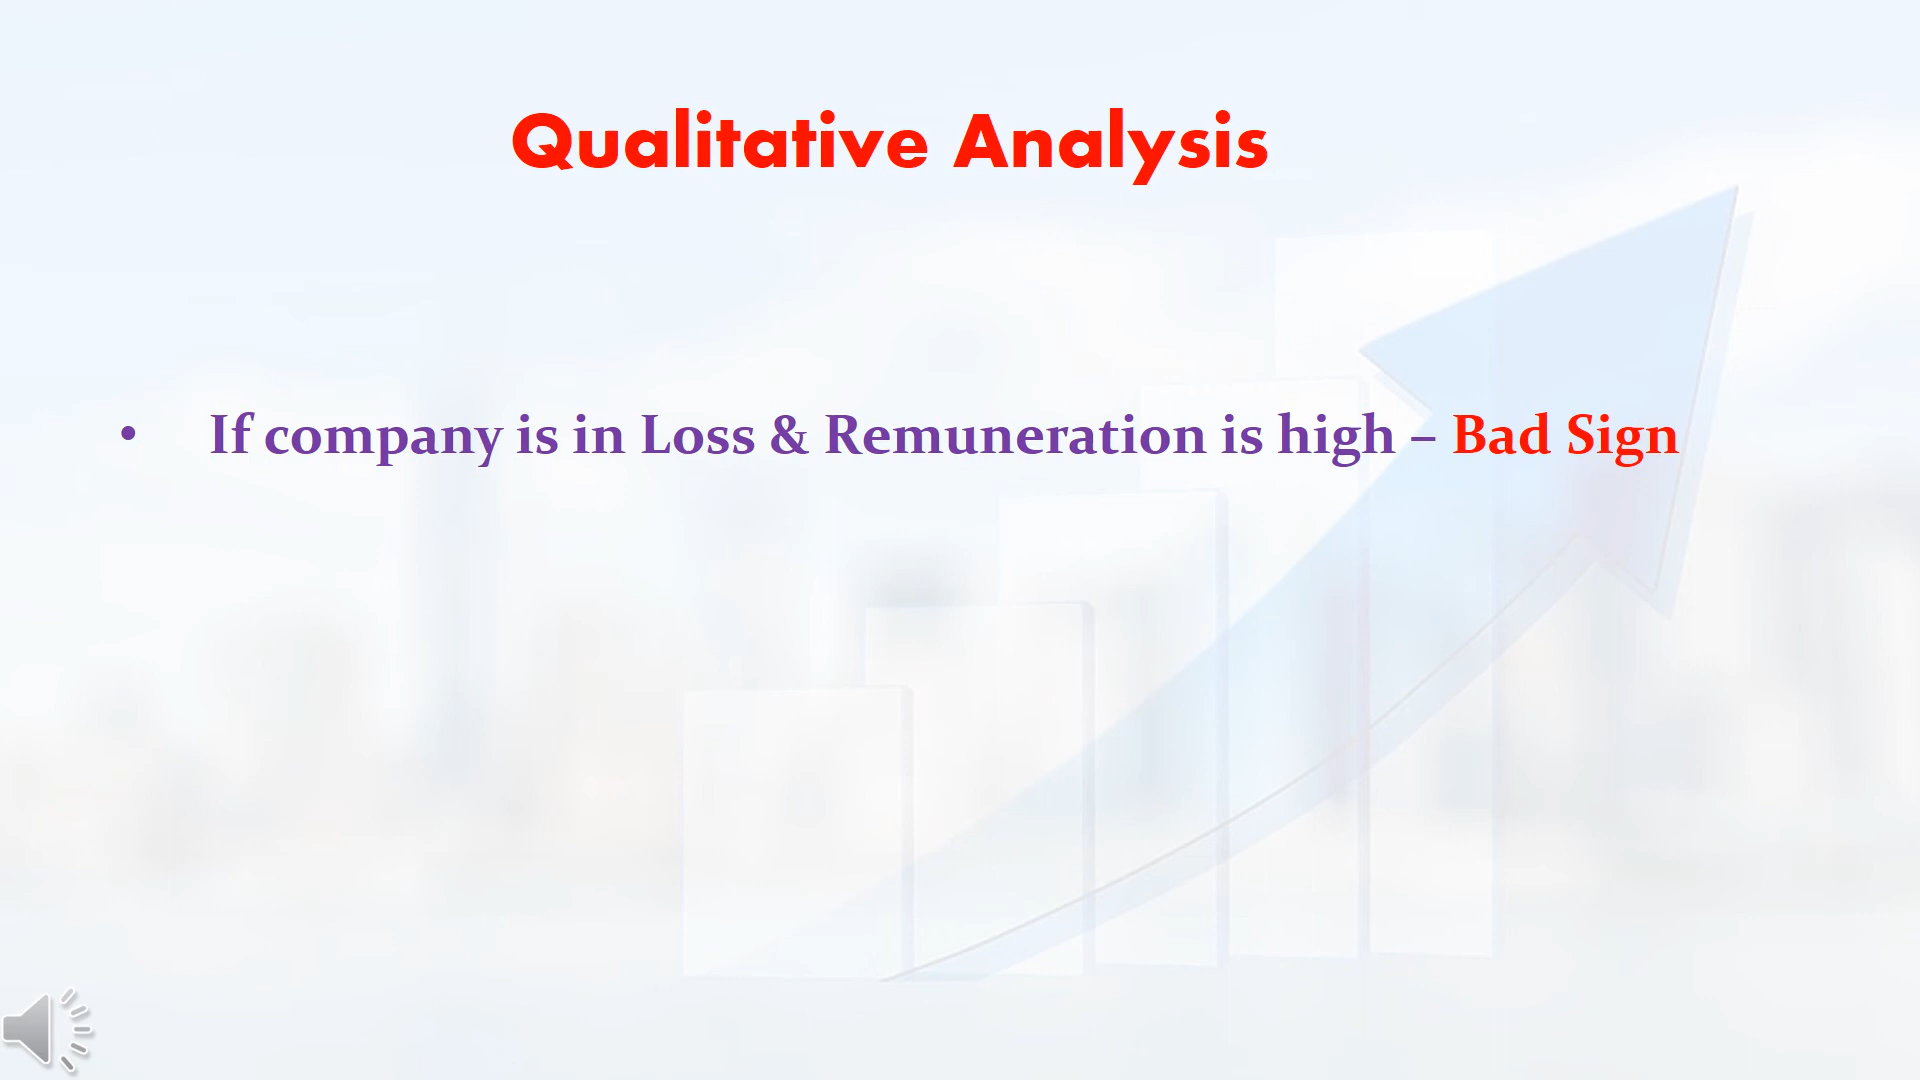 Qualitative Analysis
• If company is in Loss & Remuneration is high – Bad Sign